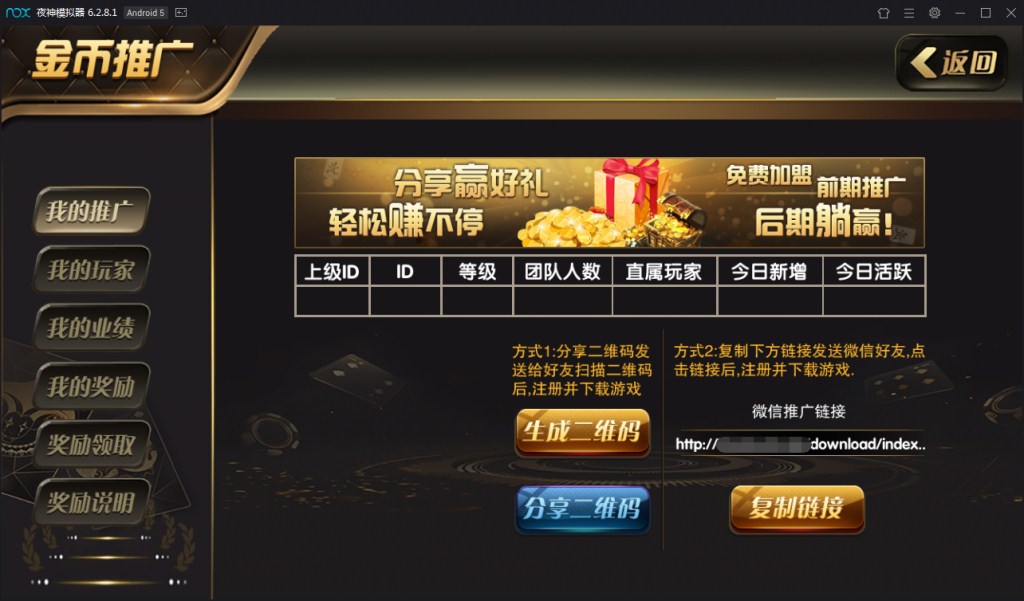 nox 夜神模拟器 6.2.8.1 Android 5
金币推广
返回
我的推广
我的玩家
我的业绩
我的奖励
奖励领取
奖励说明
分享赢好礼
轻松赚不停
免费加盟
前期推广
后期躺赢!
上级ID ID 等级 团队人数 直属玩家 今日新增 今日活跃
方式1:分享二维码发
送给好友扫描二维码
后,注册并下载游戏
生成二维码
分享二维码
方式2:复制下方链接发送微信好友,点
击链接后,注册并下载游戏.
微信推广链接
http:// download/index..
复制链接